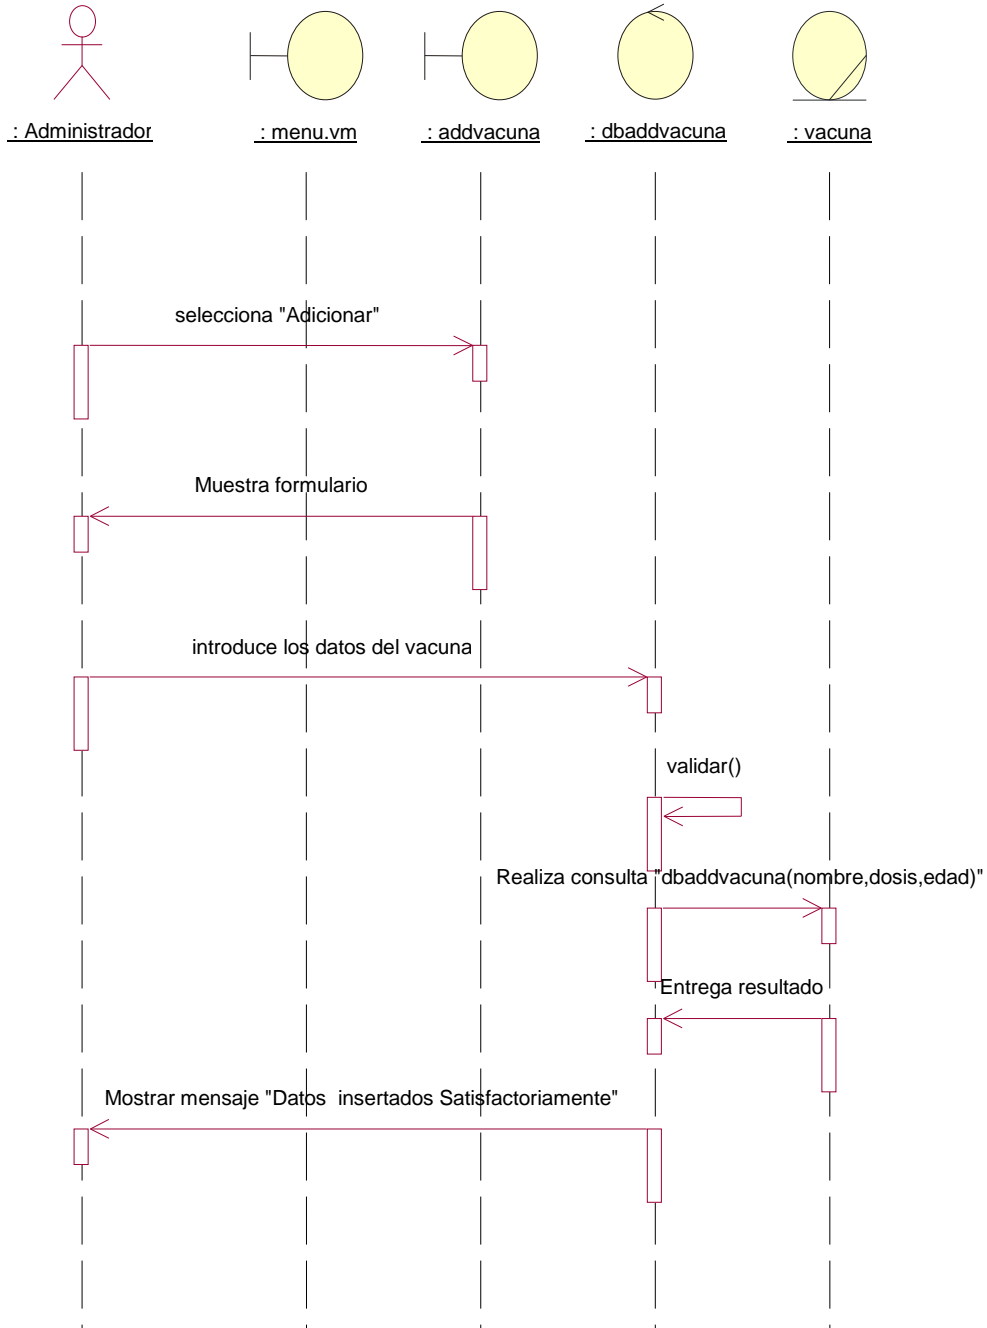 : Administrador
: menu.vm
: addvacuna
: dbaddvacuna
: vacuna
selecciona "Adicionar"
Muestra formulario
introduce los datos del vacuna
validar()
Realiza consulta "dbaddvacuna(nombre,dosis,edad)"
Entrega resultado
Mostrar mensaje "Datos  insertados Satisfactoriamente"